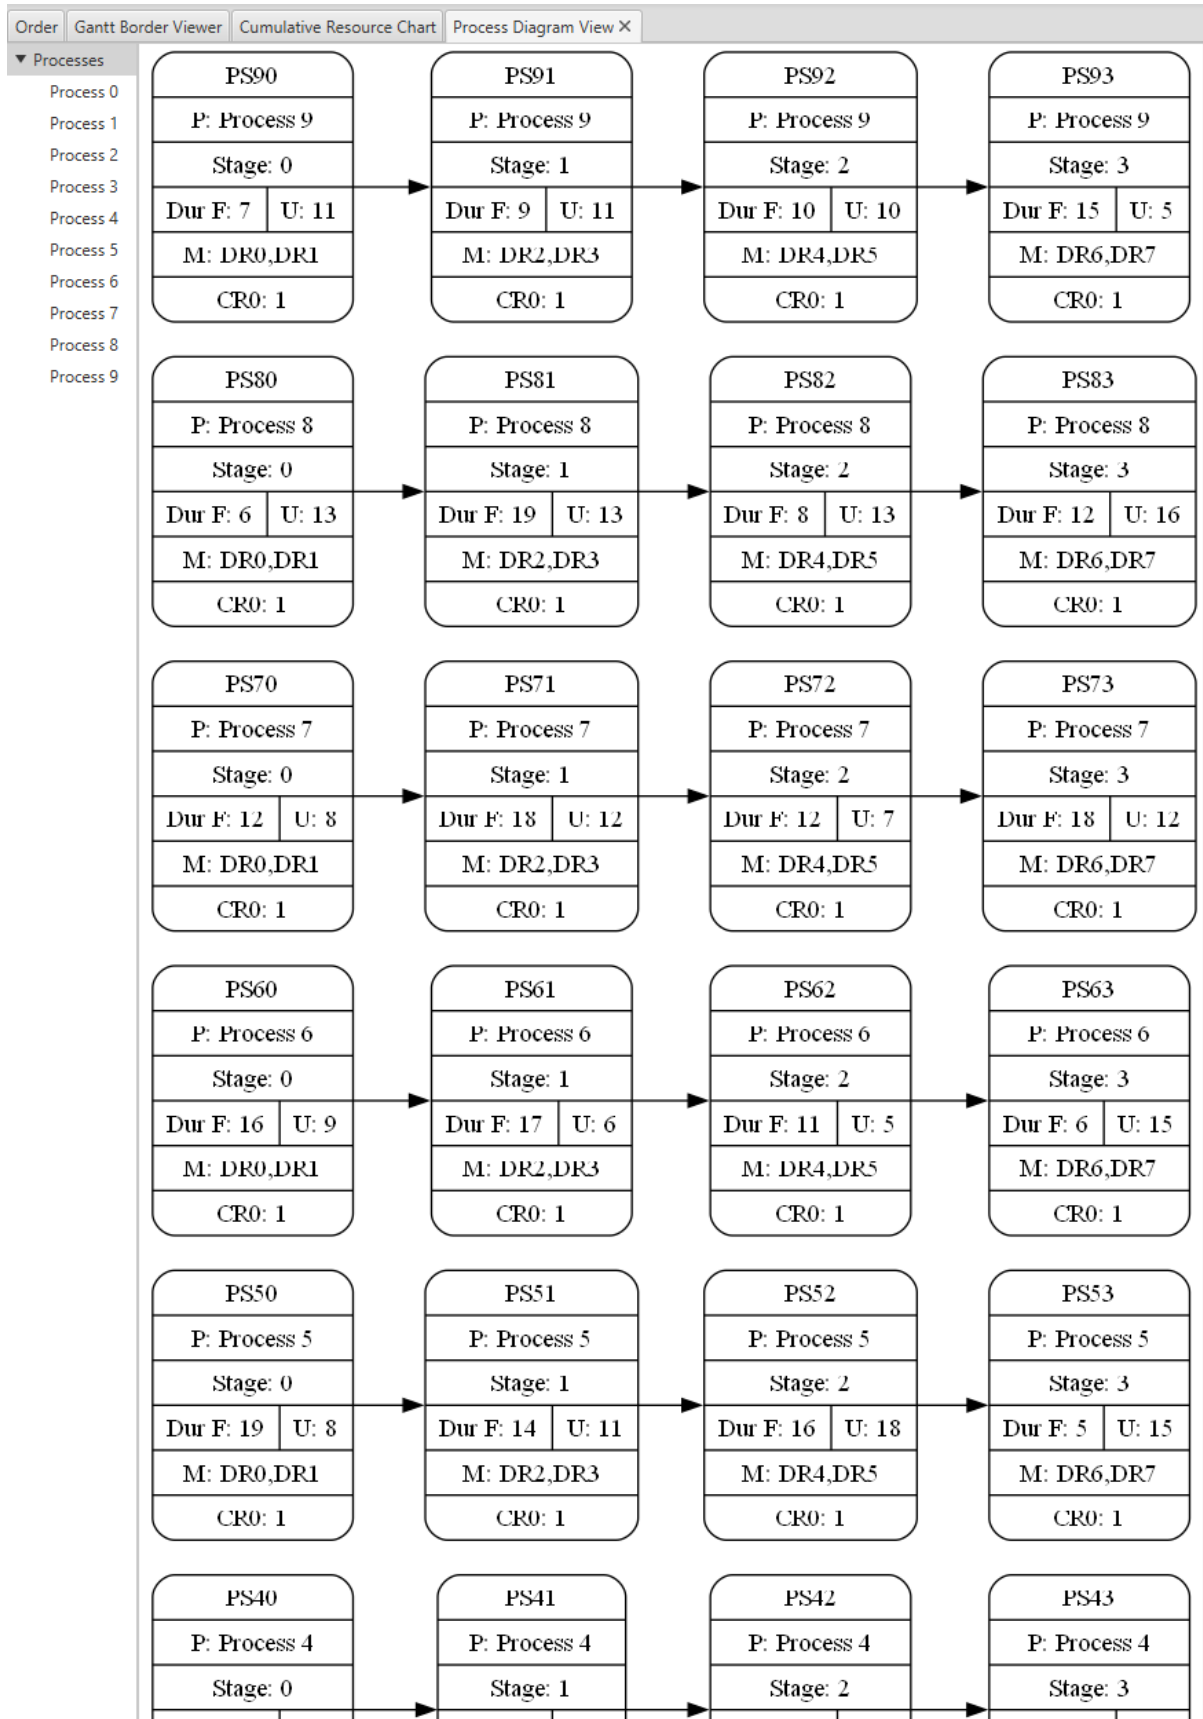 Order Gantt Border Viewer Cumulative Resource Chart Process Diagram View ✕
▼ Processes
Process 0
Process 1
Process 2
Process 3
Process 4
Process 5
Process 6
Process 7
Process 8
Process 9
PS90 PS91 PS92 PS93
P: Process 9 P: Process 9 P: Process 9 P: Process 9
Stage: 0 Stage: 1 Stage: 2 Stage: 3
Dur F: 7 U: 11 Dur F: 9 U: 11 Dur F: 10 U: 10 Dur F: 15 U: 5
M: DR0,DR1 M: DR2,DR3 M: DR4,DR5 M: DR6,DR7
CR0: 1 CR0: 1 CR0: 1 CR0: 1
PS80 PS81 PS82 PS83
P: Process 8 P: Process 8 P: Process 8 P: Process 8
Stage: 0 Stage: 1 Stage: 2 Stage: 3
Dur F: 6 U: 13 Dur F: 19 U: 13 Dur F: 8 U: 13 Dur F: 12 U: 16
M: DR0,DR1 M: DR2,DR3 M: DR4,DR5 M: DR6,DR7
CR0: 1 CR0: 1 CR0: 1 CR0: 1
PS70 PS71 PS72 PS73
P: Process 7 P: Process 7 P: Process 7 P: Process 7
Stage: 0 Stage: 1 Stage: 2 Stage: 3
Dur F: 12 U: 8 Dur F: 18 U: 12 Dur F: 12 U: 7 Dur F: 18 U: 12
M: DR0,DR1 M: DR2,DR3 M: DR4,DR5 M: DR6,DR7
CR0: 1 CR0: 1 CR0: 1 CR0: 1
PS60 PS61 PS62 PS63
P: Process 6 P: Process 6 P: Process 6 P: Process 6
Stage: 0 Stage: 1 Stage: 2 Stage: 3
Dur F: 16 U: 9 Dur F: 17 U: 6 Dur F: 11 U: 5 Dur F: 6 U: 15
M: DR0,DR1 M: DR2,DR3 M: DR4,DR5 M: DR6,DR7
CR0: 1 CR0: 1 CR0: 1 CR0: 1
PS50 PS51 PS52 PS53
P: Process 5 P: Process 5 P: Process 5 P: Process 5
Stage: 0 Stage: 1 Stage: 2 Stage: 3
Dur F: 19 U: 8 Dur F: 14 U: 11 Dur F: 16 U: 18 Dur F: 5 U: 15
M: DR0,DR1 M: DR2,DR3 M: DR4,DR5 M: DR6,DR7
CR0: 1 CR0: 1 CR0: 1 CR0: 1
PS40 PS41 PS42 PS43
P: Process 4 P: Process 4 P: Process 4 P: Process 4
Stage: 0 Stage: 1 Stage: 2 Stage: 3